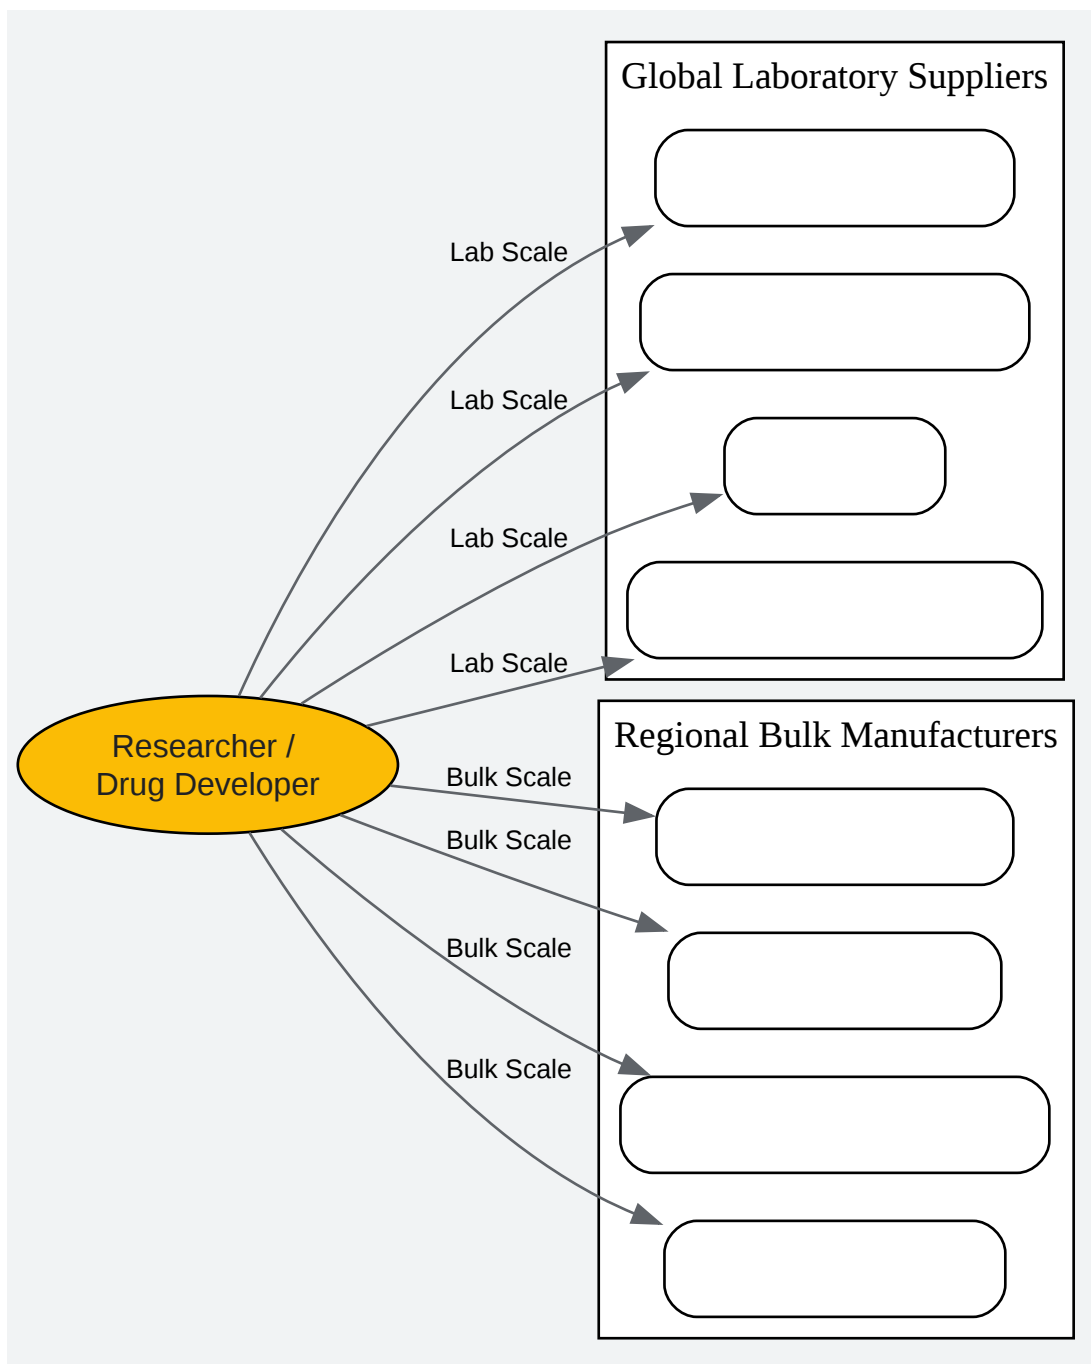 Global Laboratory Suppliers
Lab Scale
Lab Scale
Lab Scale
Lab Scale
Researcher /
Drug Developer
Regional Bulk Manufacturers
Bulk Scale
Bulk Scale
Bulk Scale
Bulk Scale